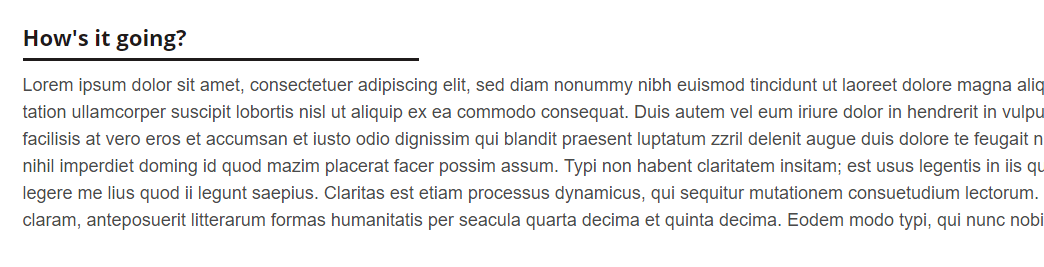 How's it going?
Lorem ipsum dolor sit amet, consectetuer adipiscing elit, sed diam nonummy nibh euismod tincidunt ut laoreet dolore magna aliq
tation ullamcorper suscipit lobortis nisl ut aliquip ex ea commodo consequat. Duis autem vel eum iriure dolor in hendrerit in vulpu
facilisis at vero eros et accumsan et iusto odio dignissim qui blandit praesent luptatum zzril delenit augue duis dolore te feugait n
nihil imperdiet doming id quod mazim placerat facer possim assum. Typi non habent claritatem insitam; est usus legentis in iis qu
legere me lius quod ii legunt saepius. Claritas est etiam processus dynamicus, qui sequitur mutationem consuetudium lectorum.
claram, anteposuerit litterarum formas humanitatis per seacula quarta decima et quinta decima. Eodem modo typi, qui nunc nobi